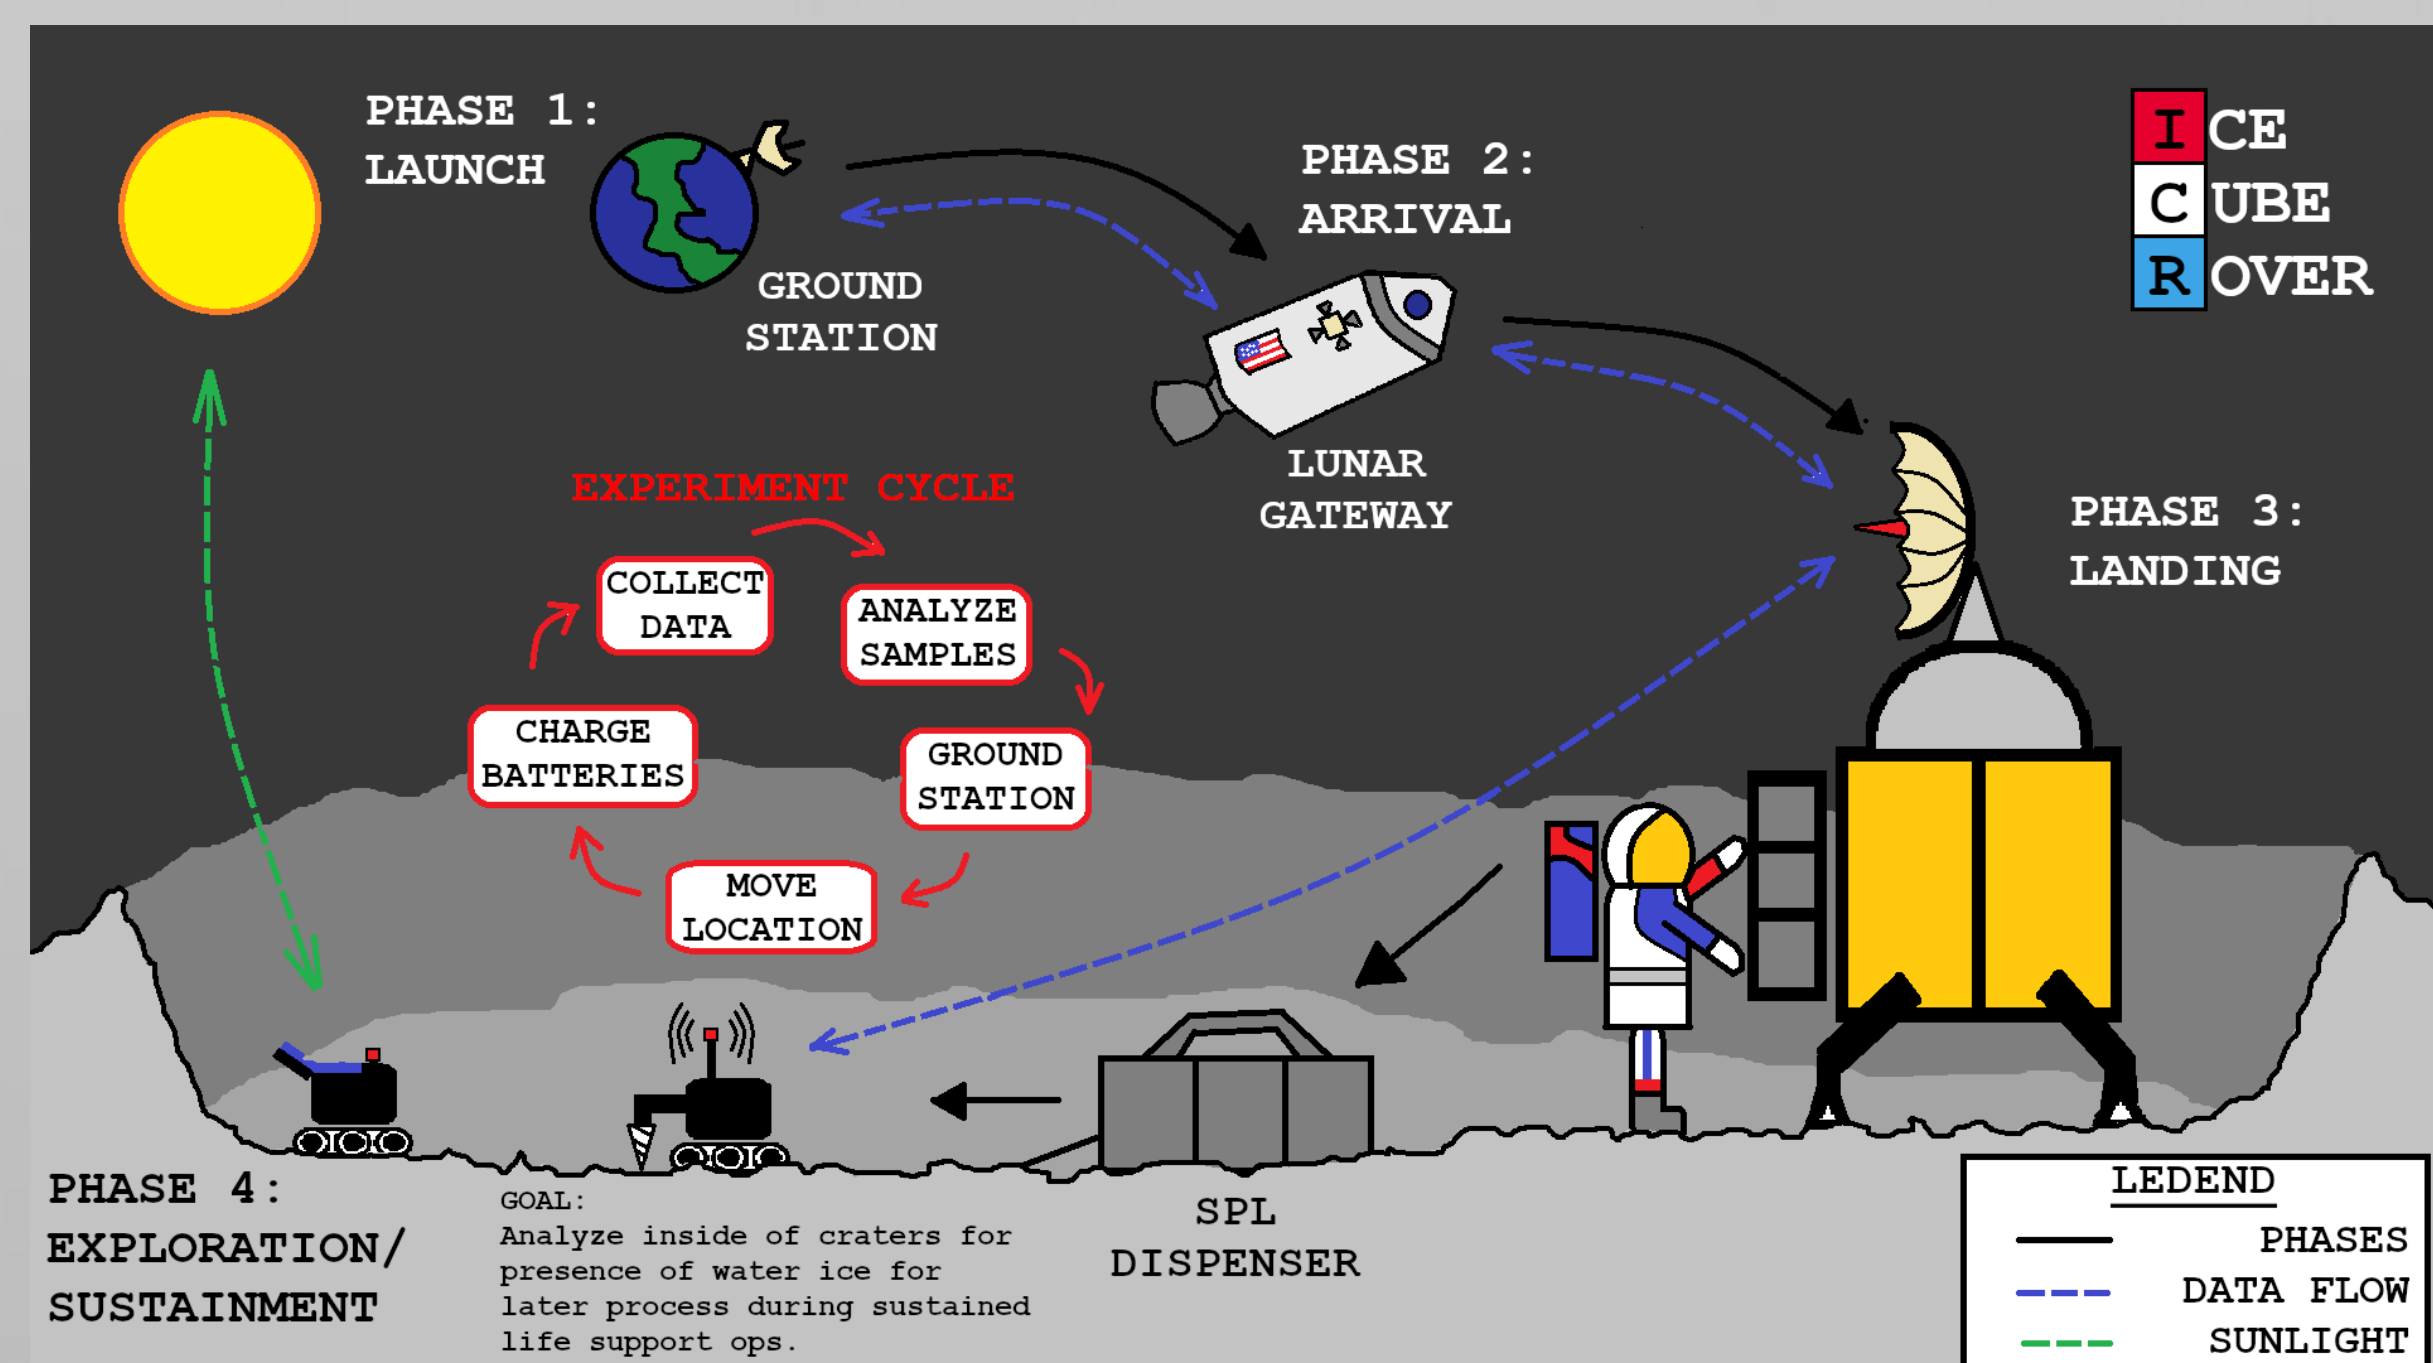 PHASE 1:
LAUNCH
GROUND
STATION
PHASE 2:
ARRIVAL
LUNAR
GATEWAY
ICE
CUBE
ROVER
PHASE 3:
LANDING
EXPERIMENT CYCLE
COLLECT
DATA
ANALYZE
SAMPLES
GROUND
STATION
MOVE
LOCATION
CHARGE
BATTERIES
PHASE 4:
EXPLORATION/
SUSTAINMENT
GOAL:
Analyze inside of craters for
presence of water ice for
later process during sustained
life support ops.
SPL
DISPENSER
LEDEND
PHASES
DATA FLOW
SUNLIGHT